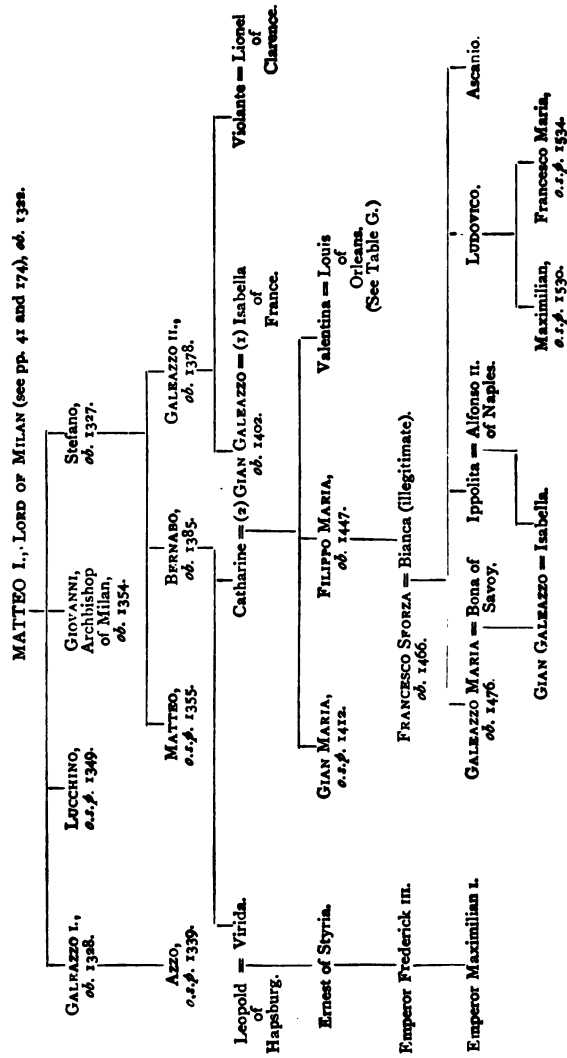 MATTEO I., LORD OF MILAN (see pp. 41 and 174), ob. 1322.
GALEAZZO I.,
ob. 1328.
LUCCHINO,
o.s.p. 1349.
GIOVANNI,
Archbishop
of Milan,
ob. 1354.
Stefano,
ob. 1327.
AZZO,
o.s.p. 1339.
MATTEO,
o.s.p. 1355.
BERNABO,
ob. 1385.
GALEAZZO II.,
ob. 1378.
Leopold = Virida.
of
Hapsburg.
Catharine = (2) GIAN GALEAZZO = (1) Isabella
ob. 1402.
of
France.
Violante = Lionel
of
Clarence.
Ernest of Styria.
GIAN MARIA,
o.s.p. 1412.
FILIPPO MARIA,
ob. 1447.
Valentina = Louis
of
Orleans.
(See Table G.)
Emperor Frederick III.
FRANCESCO SFORZA = Bianca (illegitimate).
ob. 1466.
Emperor Maximilian I.
GALEAZZO MARIA = Bona of
ob. 1476.
Savoy.
Ippolita = Alfonso II.
of Naples.
LUDOVICO.
Ascanio.
GIAN GALEAZZO = Isabella.
Maximilian,
o.s.p. 1530.
Francesco Maria,
o.s.p. 1534.